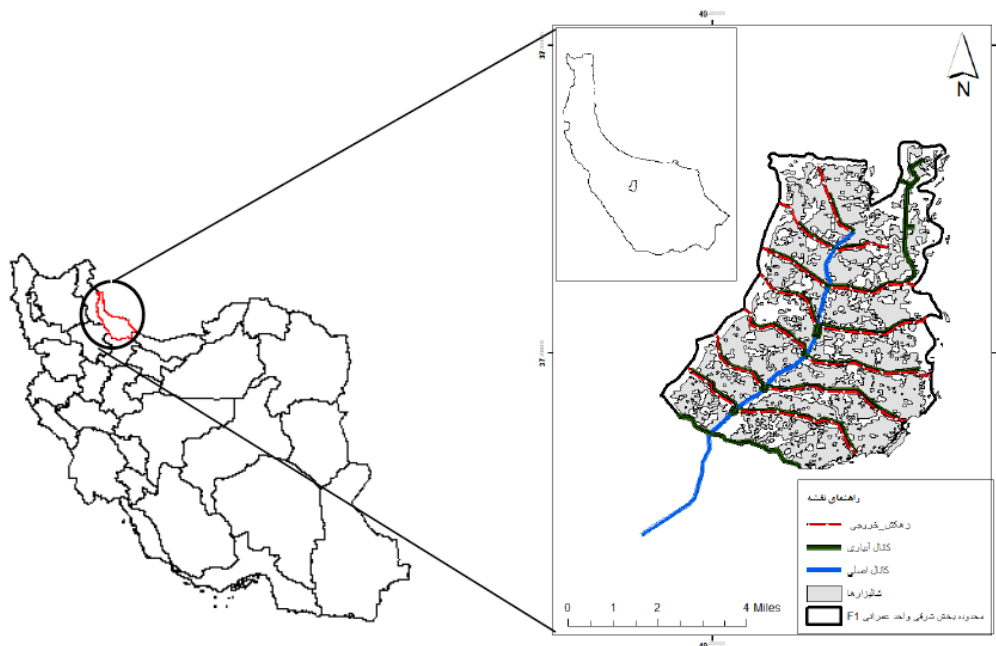 49
N
37
37
راهنمای نقشه
زهکش_خروجی
کانال آبیاری
کانال اصلی
شالیزارها
محدوده بخش شرقی واحد عمرانی F1
0 1 2 4 Miles
49